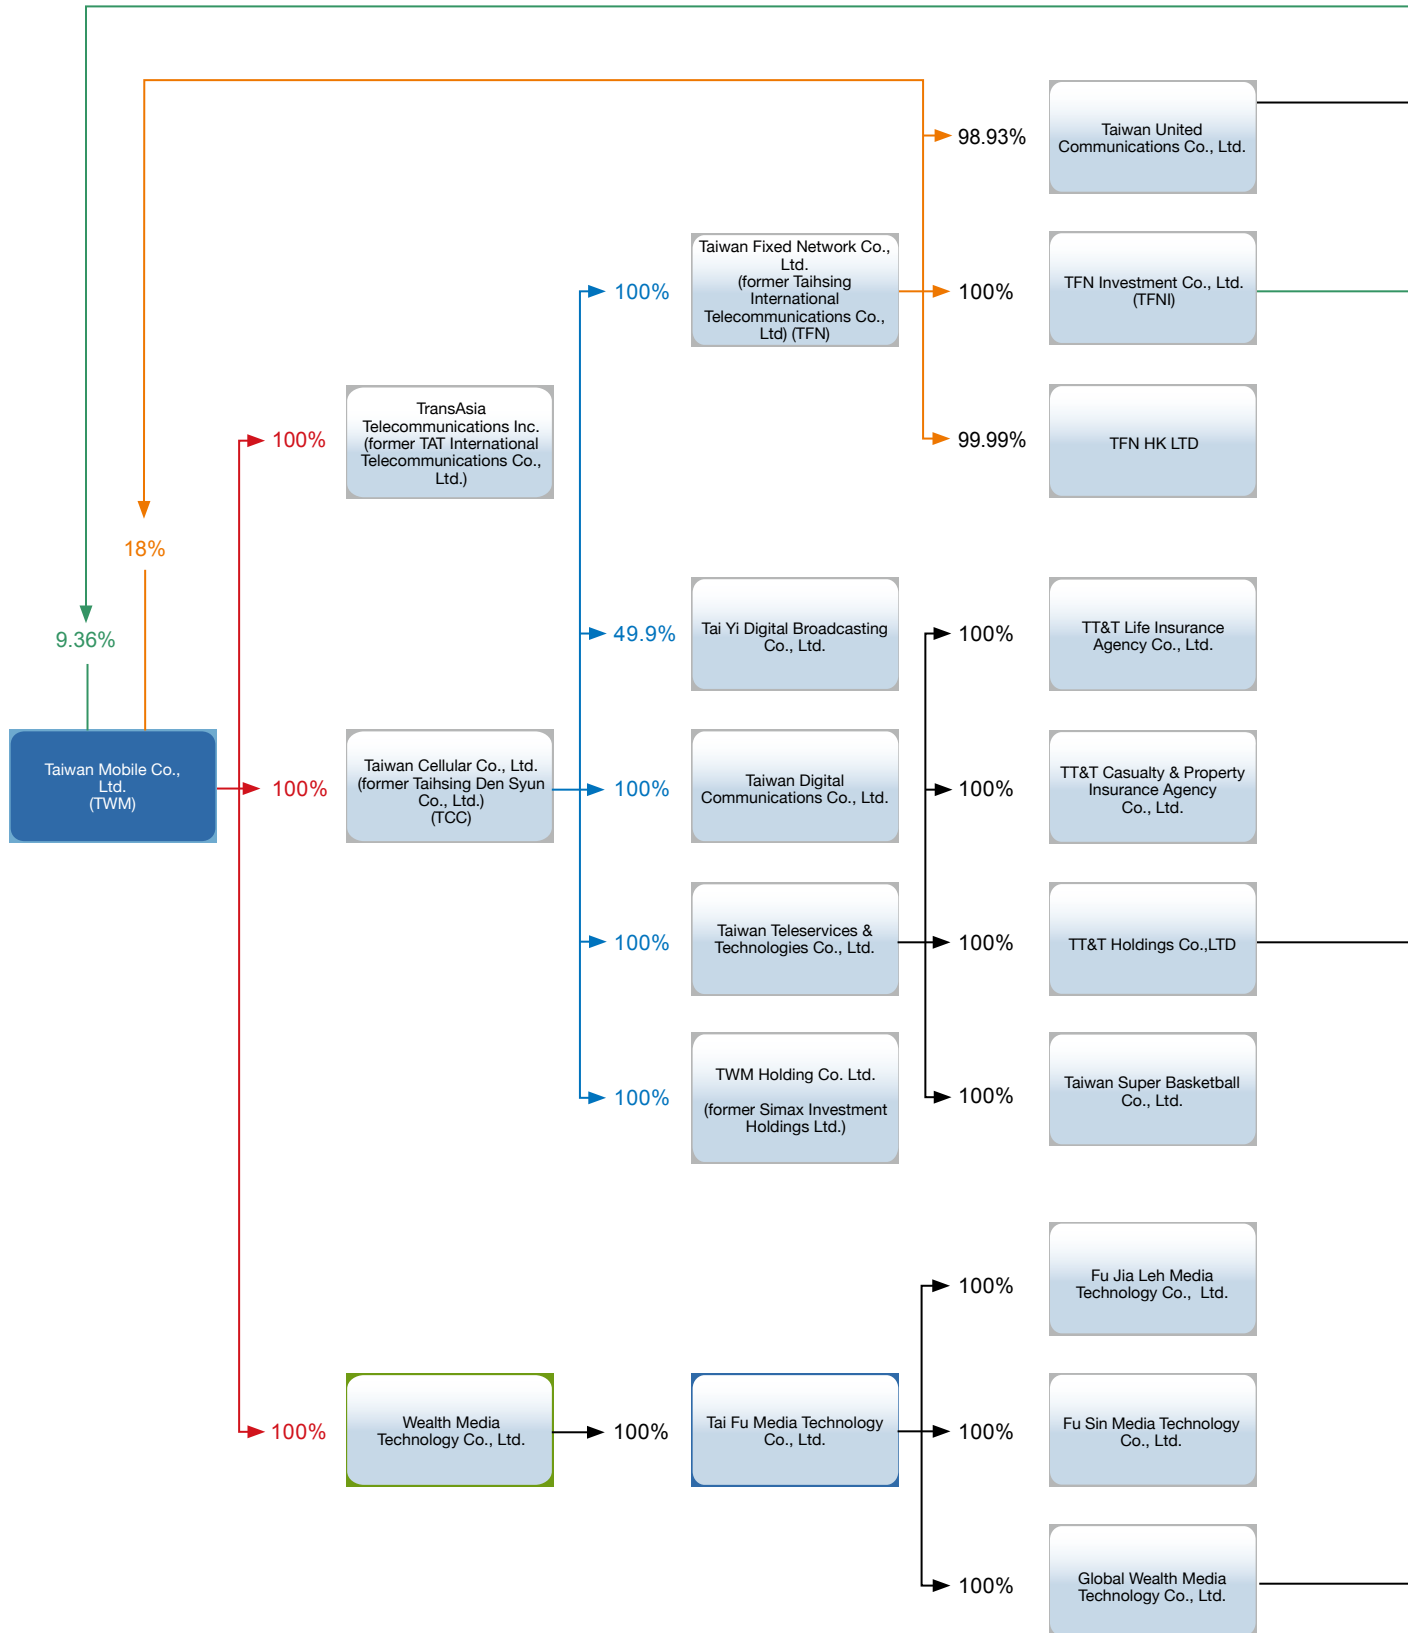 98.93%
Taiwan United
Communications Co., Ltd.
100%
Taiwan Fixed Network Co.,
Ltd.
(former Taihsing
International
Telecommunications Co.,
Ltd) (TFN)
100%
TFN Investment Co., Ltd.
(TFNI)
100%
TransAsia
Telecommunications Inc.
(former TAT International
Telecommunications Co.,
Ltd.)
99.99%
TFN HK LTD
18%
9.36%
49.9%
Tai Yi Digital Broadcasting
Co., Ltd.
100%
TT&T Life Insurance
Agency Co., Ltd.
Taiwan Mobile Co.,
Ltd.
(TWM)
100%
Taiwan Cellular Co., Ltd.
(former Taihsing Den Syun
Co., Ltd.)
(TCC)
100%
Taiwan Digital
Communications Co., Ltd.
100%
TT&T Casualty & Property
Insurance Agency
Co., Ltd.
100%
Taiwan Teleservices &
Technologies Co., Ltd.
100%
TT&T Holdings Co.,LTD
100%
TWM Holding Co. Ltd.
(former Simax Investment
Holdings Ltd.)
100%
Taiwan Super Basketball
Co., Ltd.
100%
Fu Jia Leh Media
Technology Co.,  Ltd.
100%
Wealth Media
Technology Co., Ltd.
100%
Tai Fu Media Technology
Co., Ltd.
100%
Fu Sin Media Technology
Co., Ltd.
100%
Global Wealth Media
Technology Co., Ltd.